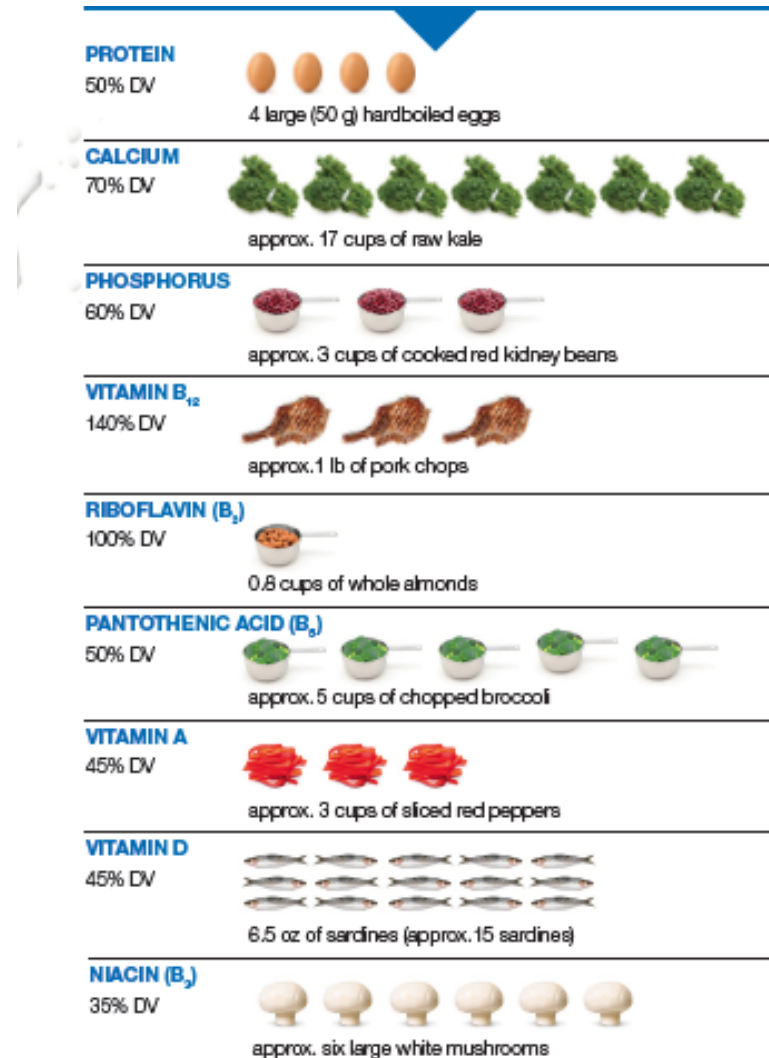 PROTEIN
50% DV
4 large (50 g) hardboiled eggs
CALCIUM
70% DV
approx. 17 cups of raw kale
PHOSPHORUS
60% DV
approx. 3 cups of cooked red kidney beans
VITAMIN B₁₂
140% DV
approx.1 lb of pork chops
RIBOFLAVIN (B₂)
100% DV
0.8 cups of whole almonds
PANTOTHENIC ACID (B₅)
50% DV
approx. 5 cups of chopped broccoli
VITAMIN A
45% DV
approx. 3 cups of sliced red peppers
VITAMIN D
45% DV
6.5 oz of sardines (approx.15 sardines)
NIACIN (B₃)
35% DV
approx. six large white mushrooms